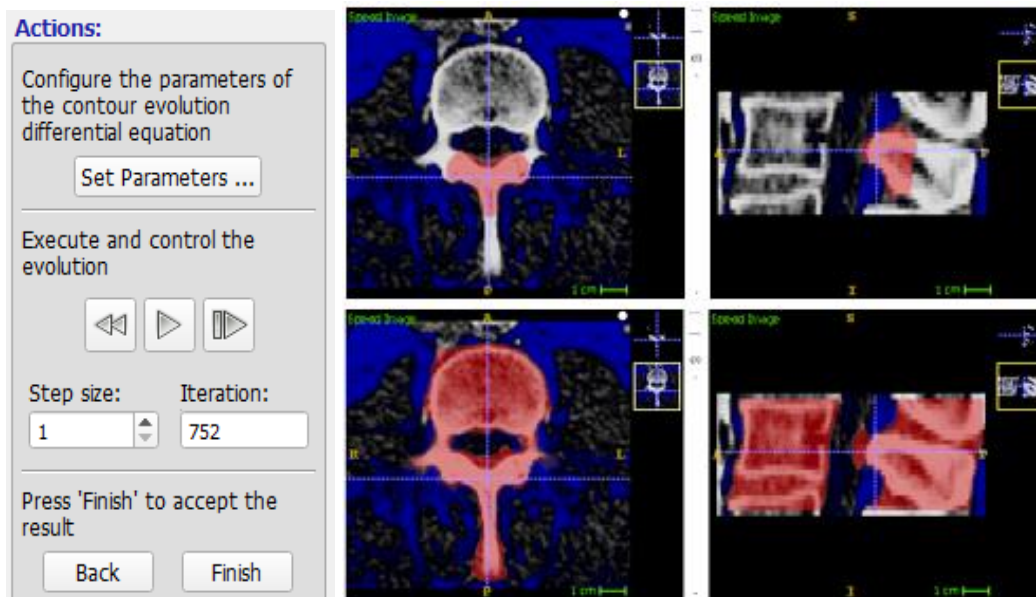 Actions:
Configure the parameters of
the contour evolution
differential equation
Set Parameters ...
Execute and control the
evolution
Step size:
Iteration:
1
752
Press 'Finish' to accept the
result
Back
Finish
Speed Image
A
R
L
P
1 cm
S
A
P
I
1 cm
Speed Image
A
R
L
P
1 cm
Speed Image
S
A
P
I
1 cm